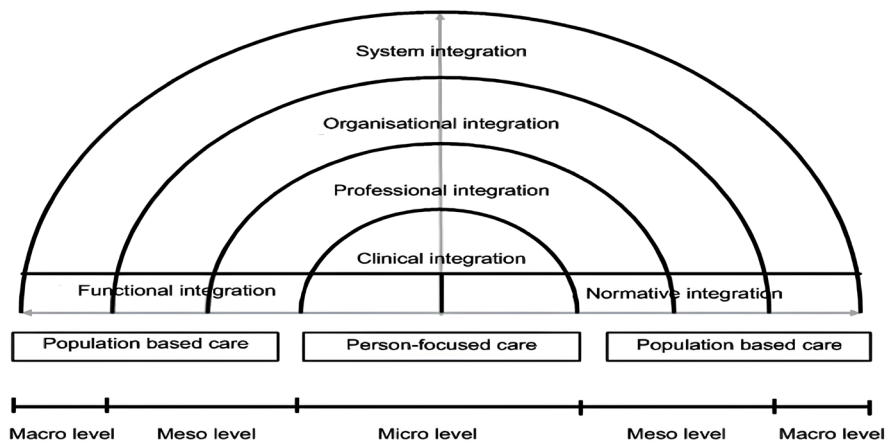 System integration
Organisational integration
Professional integration
Clinical integration
Functional integration Normative integration
Population based care Person-focused care Population based care
Macro level Meso level Micro level Meso level Macro level